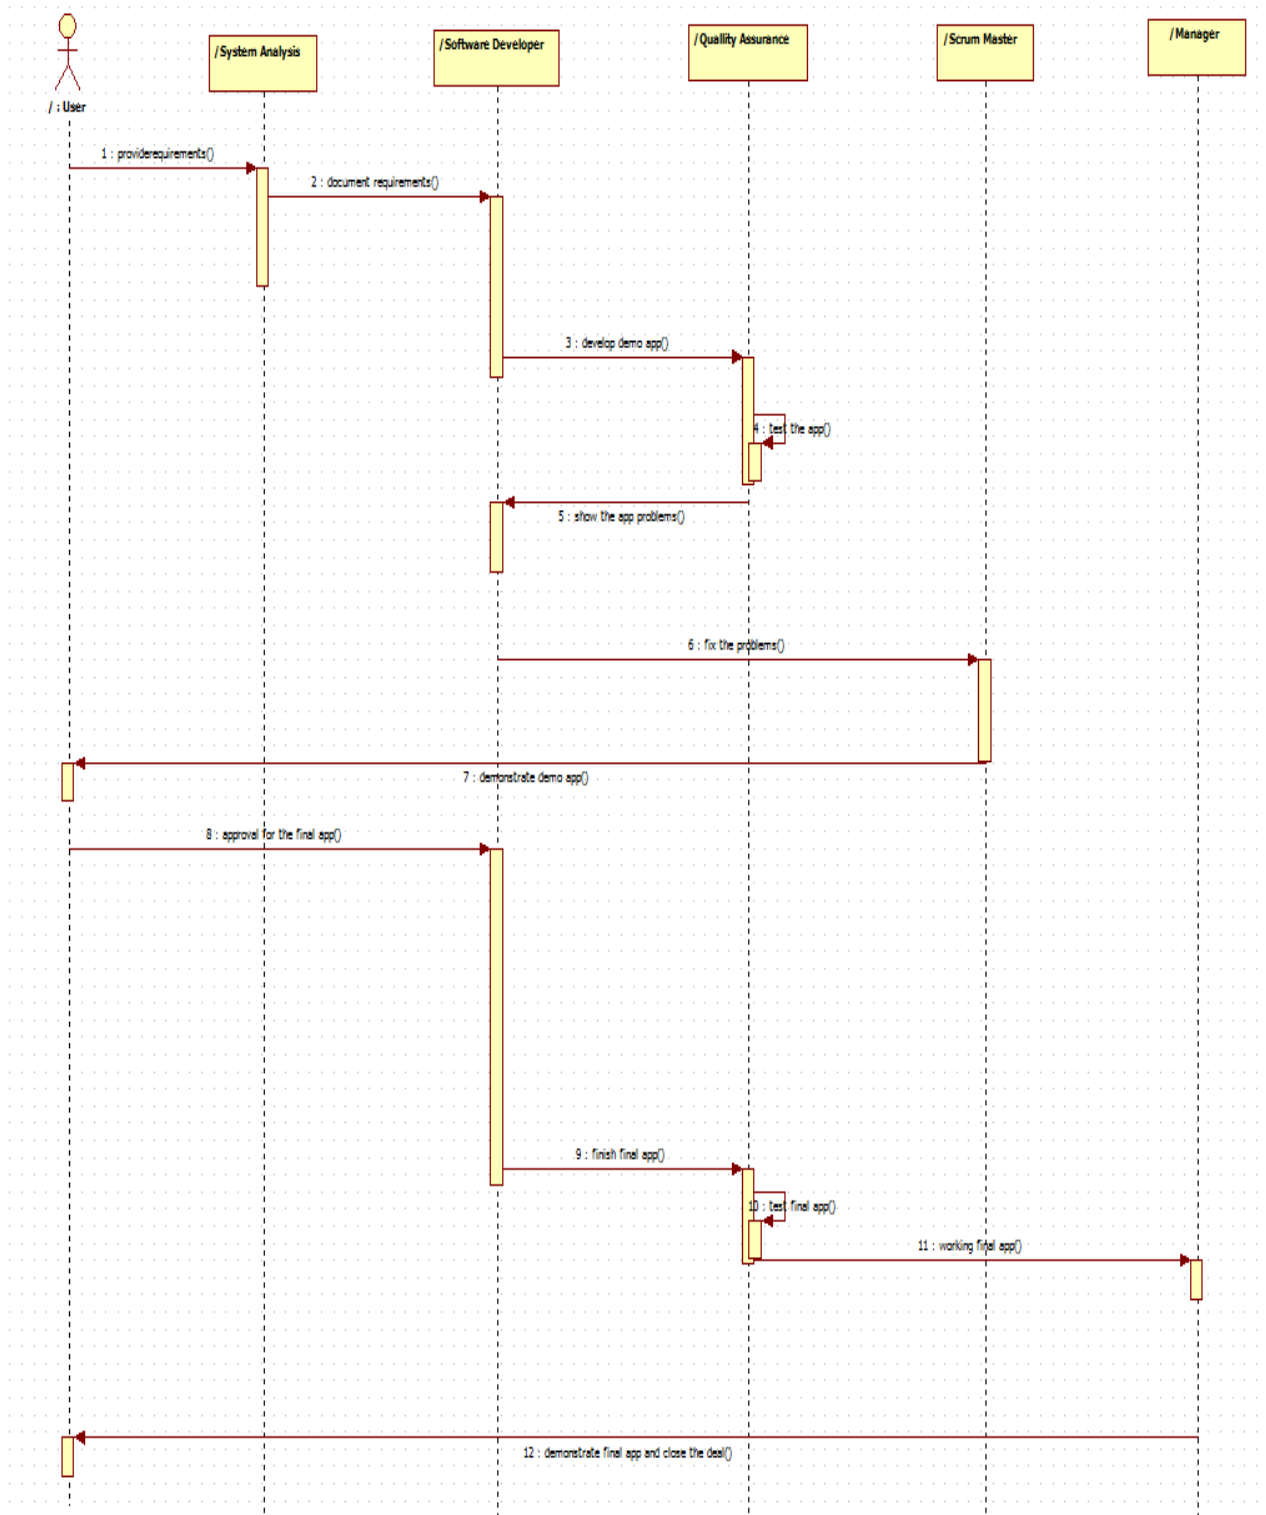 /System Analysis
/Software Developer
/Quallity Assurance
/Scrum Master
/Manager
/ : User
1 : providerequirements()
2 : document requirements()
3 : develop demo app()
4 : test the app()
5 : show the app problems()
6 : fix the problems()
7 : demonstrate demo app()
8 : approval for the final app()
9 : finish final app()
10 : test final app()
11 : working final app()
12 : demonstrate final app and close the deal()